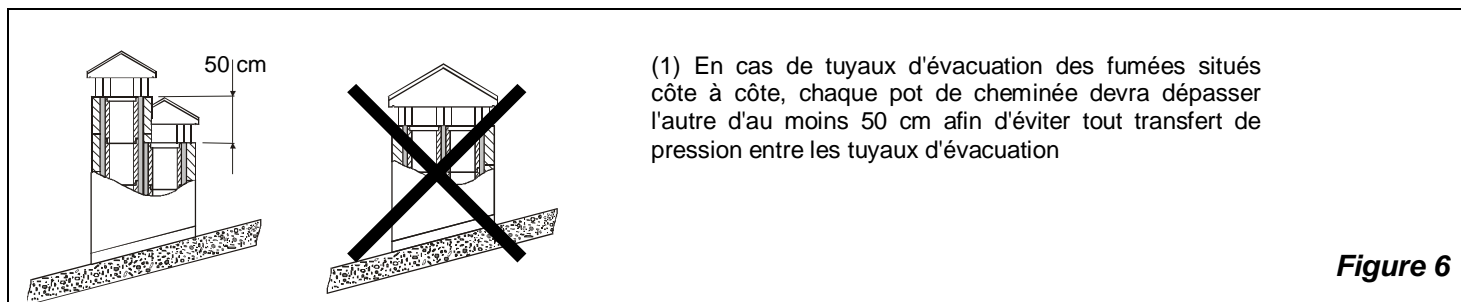 50 cm
(1) En cas de tuyaux d'évacuation des fumées situés
côte à côte, chaque pot de cheminée devra dépasser
l'autre d'au moins 50 cm afin d'éviter tout transfert de
pression entre les tuyaux d'évacuation
Figure 6